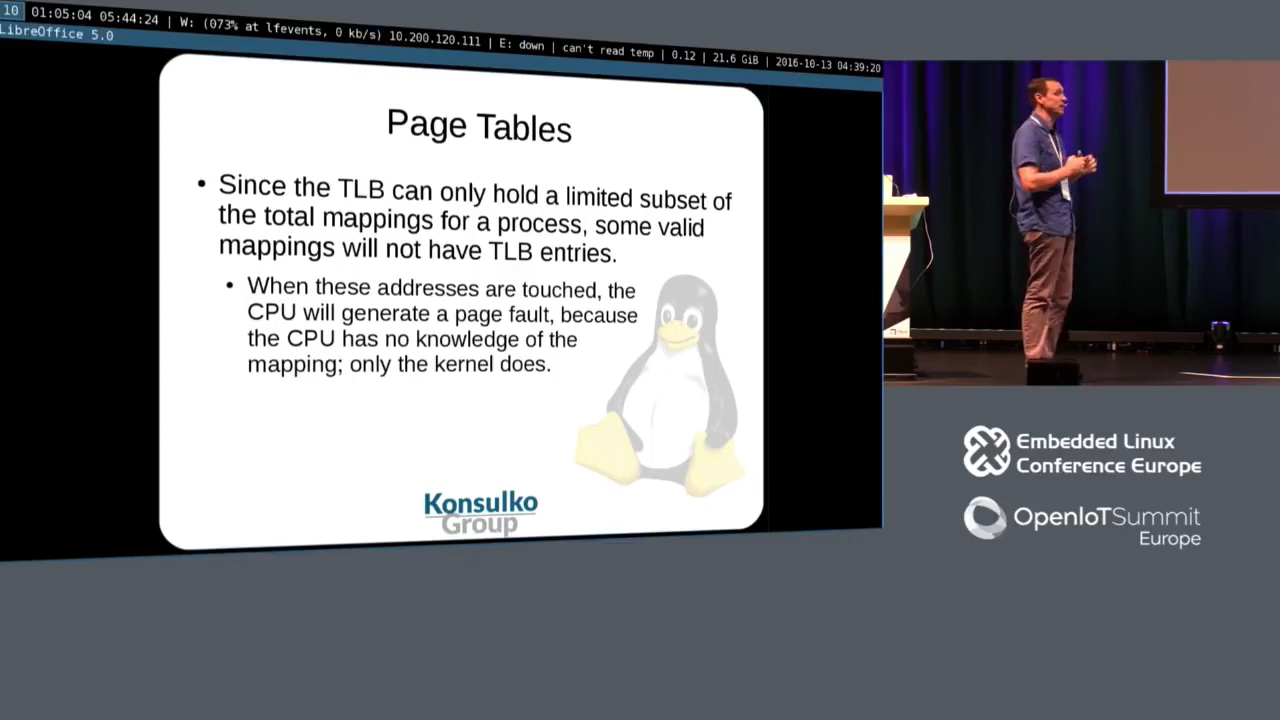 10 01:05:04 05:44:24 | W: (073% at lfevents, 0 kb/s) 10.200.120.111 | E: down | can't read temp | 0.12 | 21.6 GiB | 2016-10-13 04:39:20
LibreOffice 5.0
Page Tables
• Since the TLB can only hold a limited subset of
the total mappings for a process, some valid
mappings will not have TLB entries.
• When these addresses are touched, the
CPU will generate a page fault, because
the CPU has no knowledge of the
mapping; only the kernel does.
Konsulko
Group
Embedded Linux
Conference Europe
OpenIoTSummit
Europe